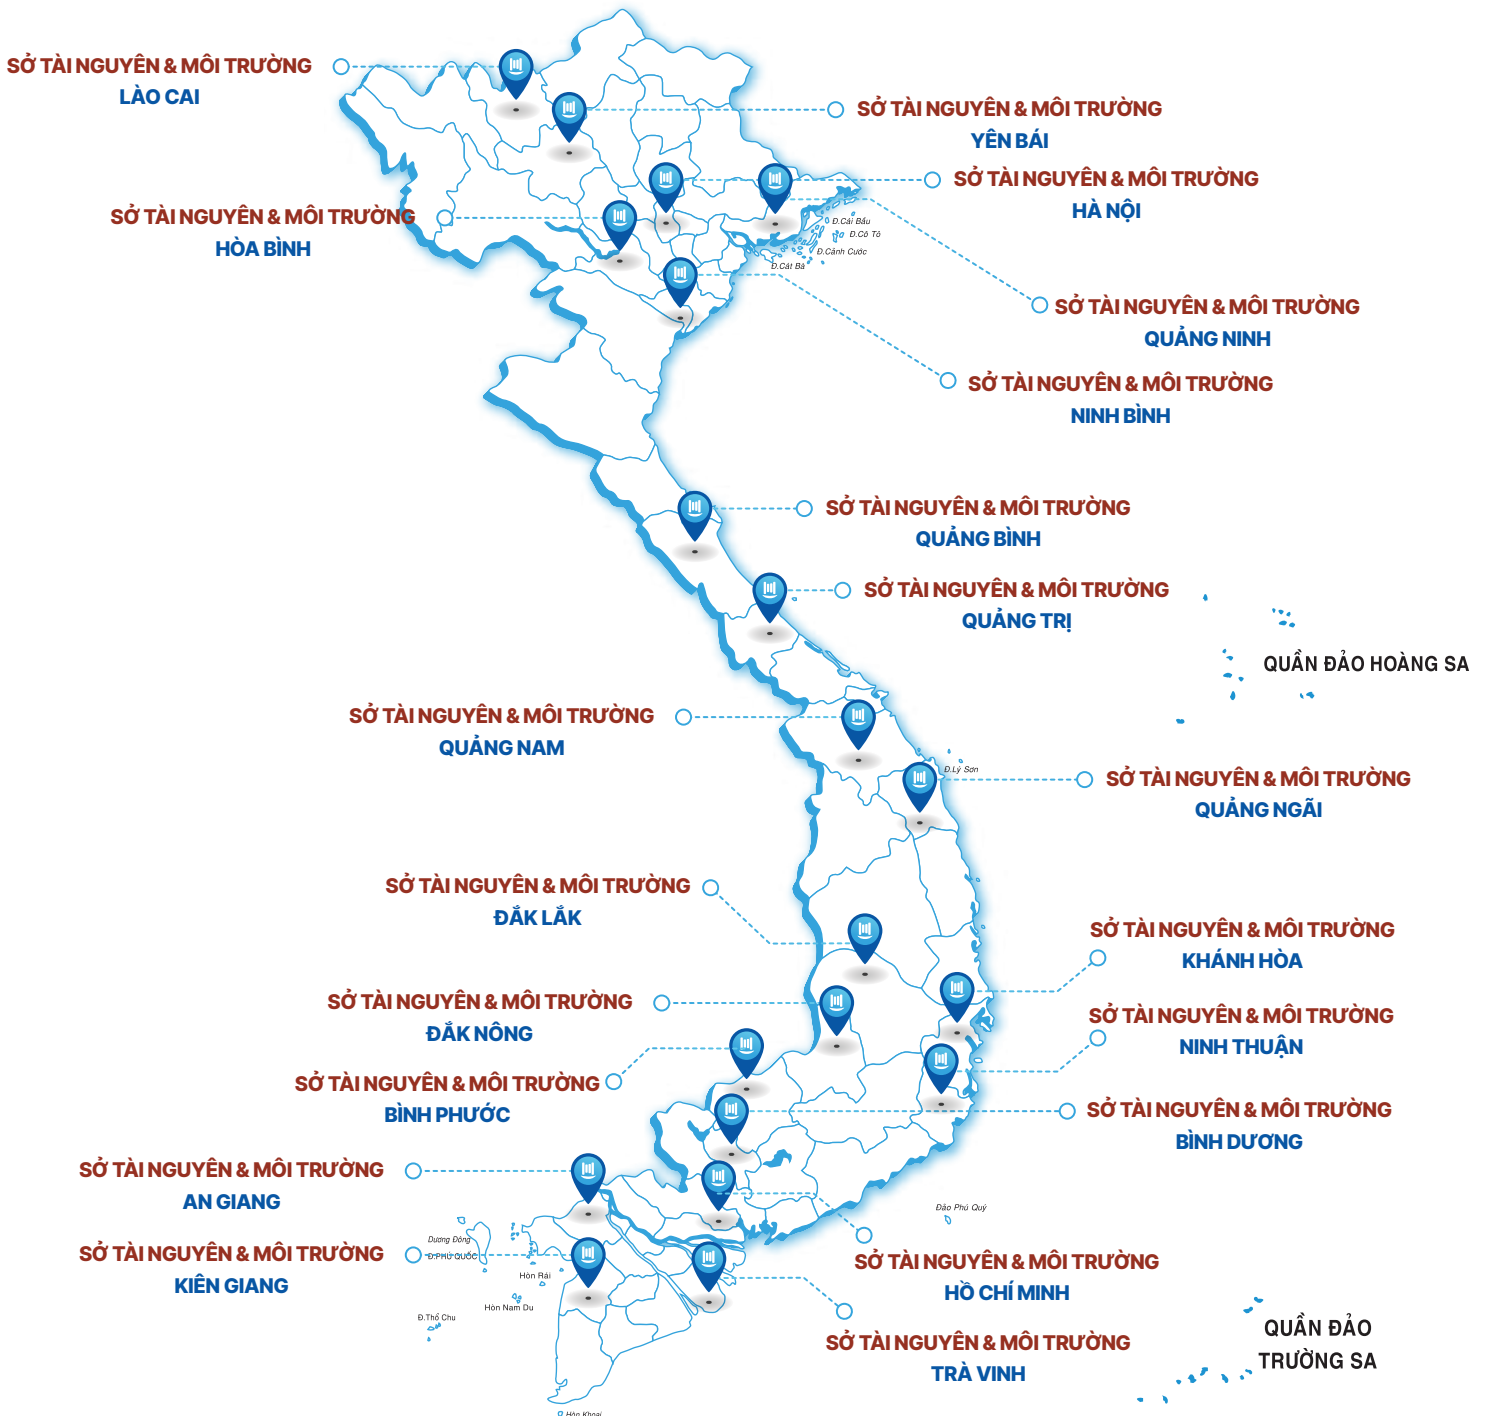 SỞ TÀI NGUYÊN & MÔI TRƯỜNG
LÀO CAI
SỞ TÀI NGUYÊN & MÔI TRƯỜNG
YÊN BÁI
SỞ TÀI NGUYÊN & MÔI TRƯỜNG
HÀ NỘI
SỞ TÀI NGUYÊN & MÔI TRƯỜNG
HÒA BÌNH
Đ.Cái Bầu
Đ.Cô Tô
Đ.Cảnh Cước
Đ.Cát Bà
SỞ TÀI NGUYÊN & MÔI TRƯỜNG
QUẢNG NINH
SỞ TÀI NGUYÊN & MÔI TRƯỜNG
NINH BÌNH
SỞ TÀI NGUYÊN & MÔI TRƯỜNG
QUẢNG BÌNH
SỞ TÀI NGUYÊN & MÔI TRƯỜNG
QUẢNG TRỊ
QUẦN ĐẢO HOÀNG SA
SỞ TÀI NGUYÊN & MÔI TRƯỜNG
QUẢNG NAM
Đ.Lý Sơn
SỞ TÀI NGUYÊN & MÔI TRƯỜNG
QUẢNG NGÃI
SỞ TÀI NGUYÊN & MÔI TRƯỜNG
ĐẮK LẮK
SỞ TÀI NGUYÊN & MÔI TRƯỜNG
KHÁNH HÒA
SỞ TÀI NGUYÊN & MÔI TRƯỜNG
ĐẮK NÔNG
SỞ TÀI NGUYÊN & MÔI TRƯỜNG
NINH THUẬN
SỞ TÀI NGUYÊN & MÔI TRƯỜNG
BÌNH PHƯỚC
SỞ TÀI NGUYÊN & MÔI TRƯỜNG
BÌNH DƯƠNG
SỞ TÀI NGUYÊN & MÔI TRƯỜNG
AN GIANG
Đảo Phú Quý
Dương Đông
Đ.PHÚ QUỐC
SỞ TÀI NGUYÊN & MÔI TRƯỜNG
KIÊN GIANG
SỞ TÀI NGUYÊN & MÔI TRƯỜNG
HỒ CHÍ MINH
Hòn Rái
Hòn Nam Du
Đ.Thổ Chu
SỞ TÀI NGUYÊN & MÔI TRƯỜNG
TRÀ VINH
QUẦN ĐẢO
TRƯỜNG SA
Hòn Khoai